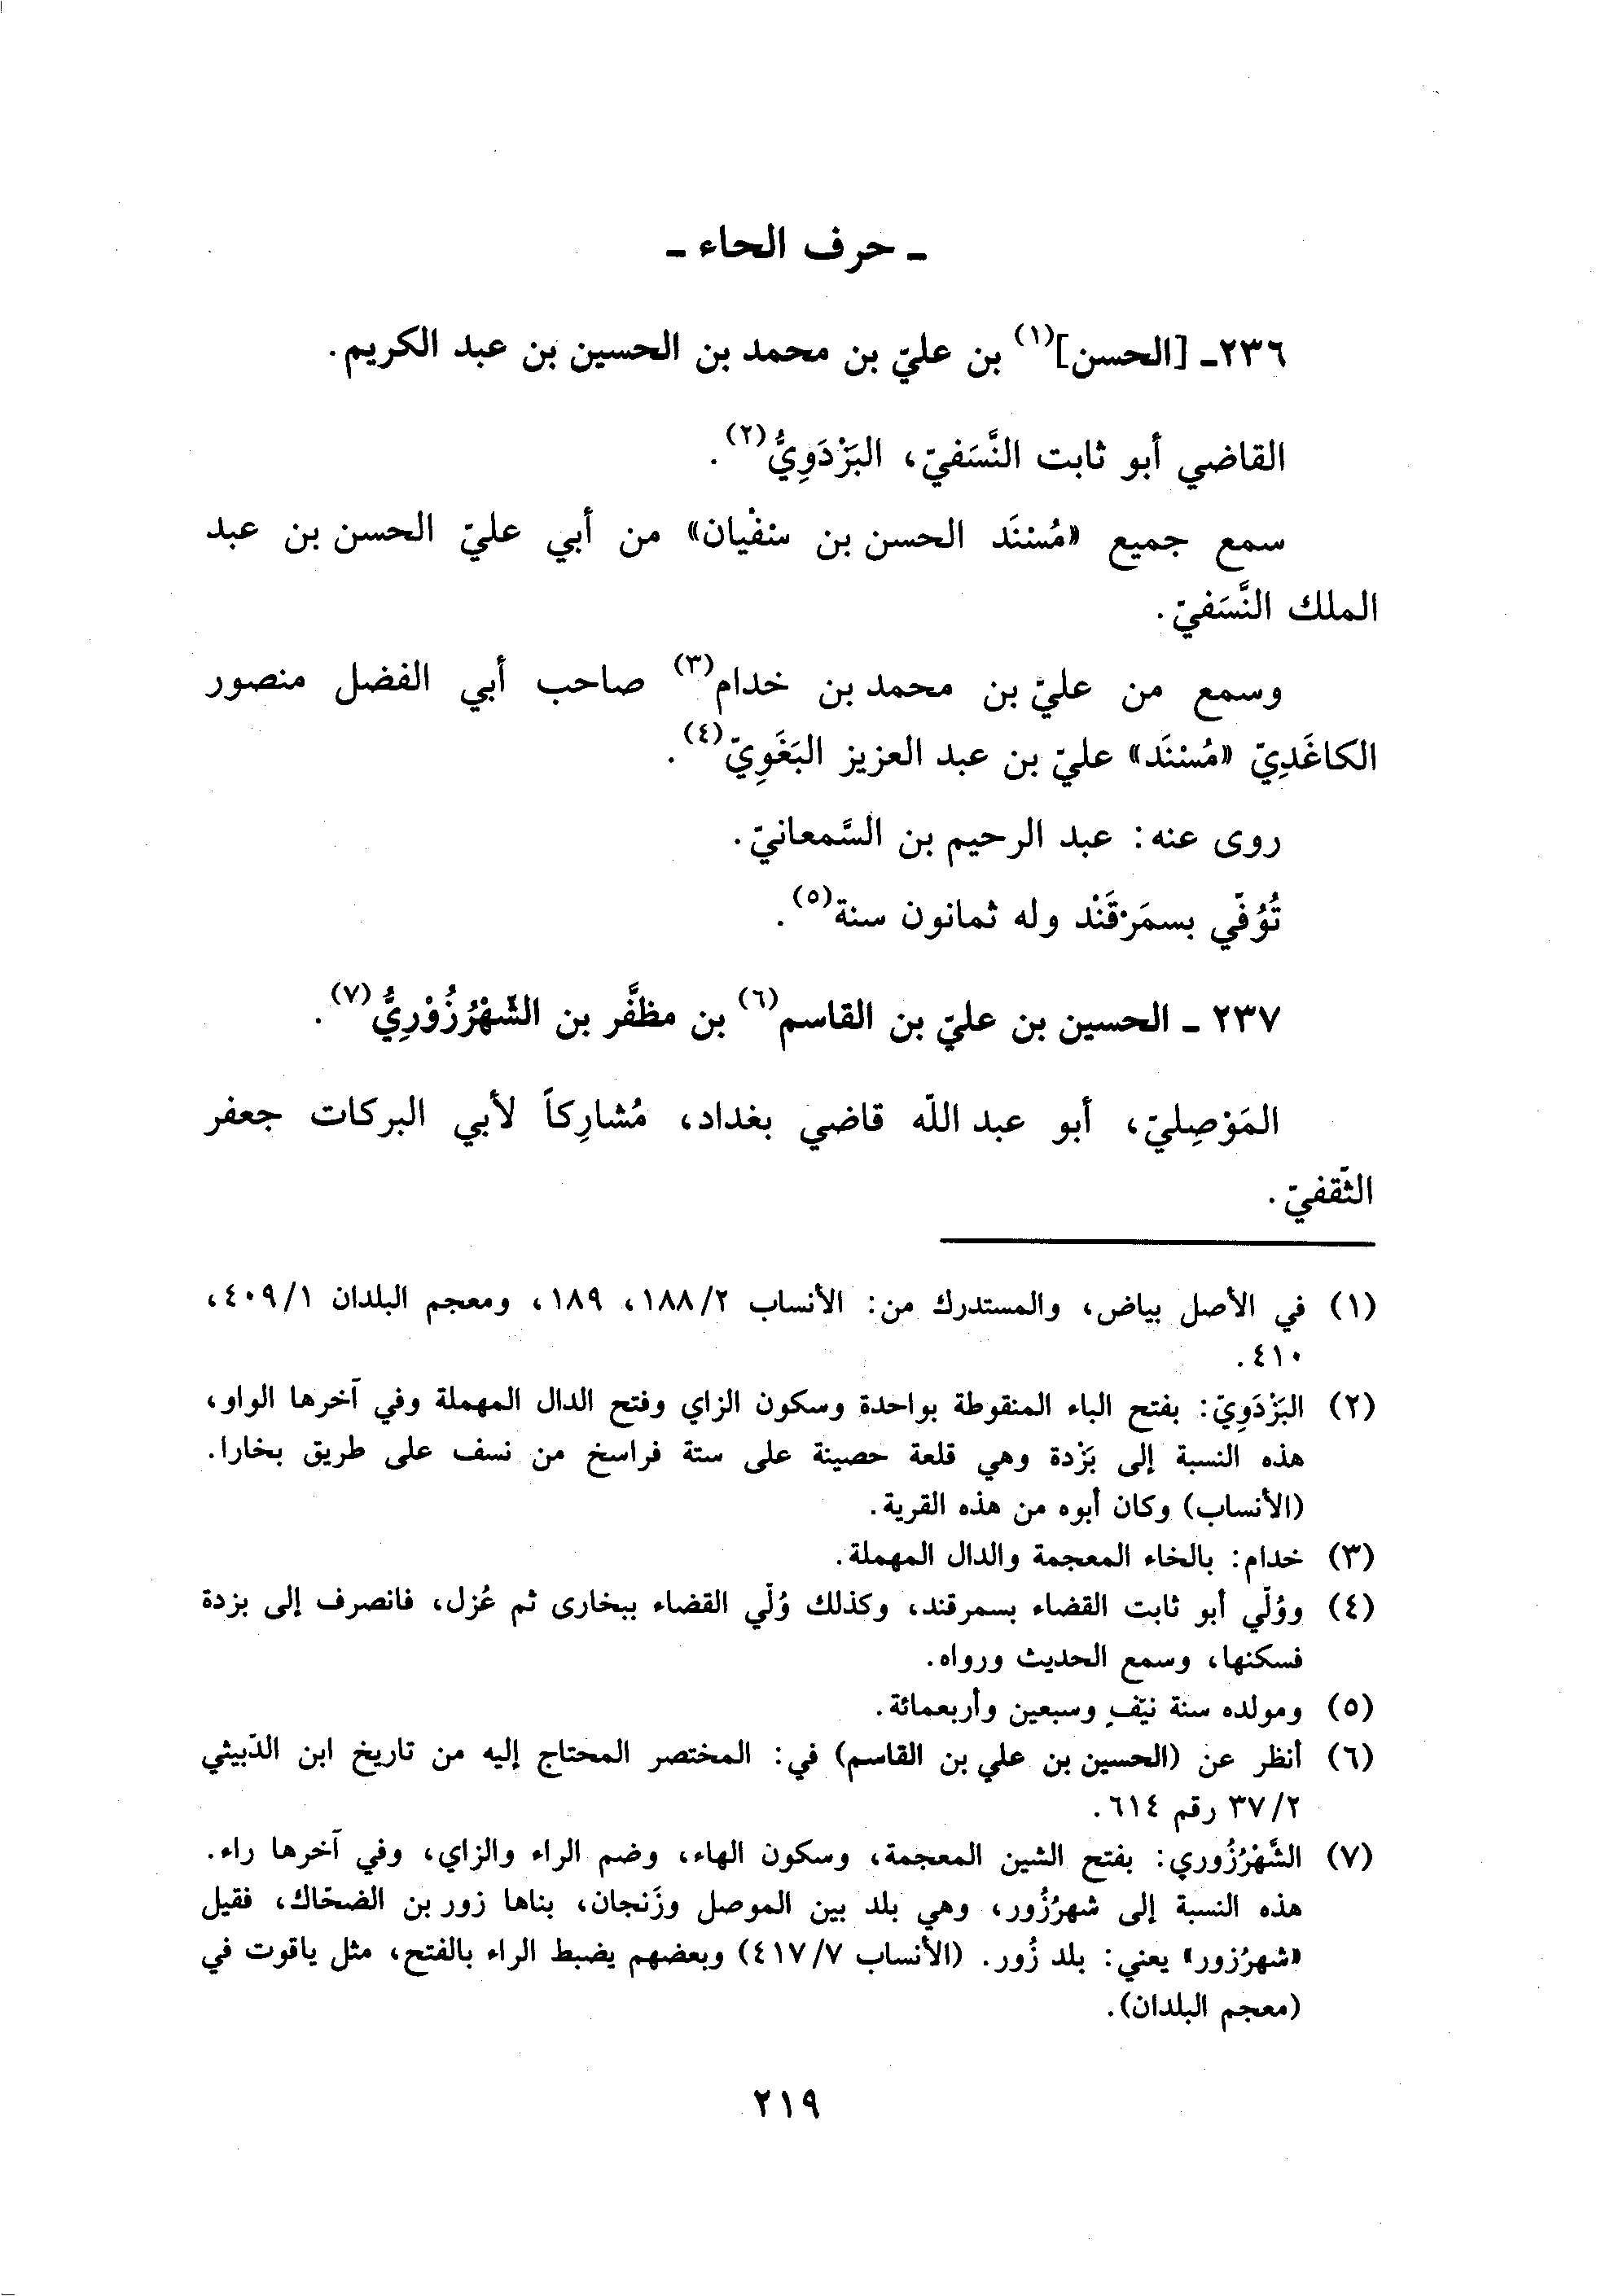 ـ حرف الحاء ـ
٢٣٦ـ [الحسن](١) بن عليّ بن محمد بن الحسين بن عبد الكريم.
القاضي أبو ثابت النَّسَفيّ، البَزْدَوِيُّ(٢).
سمع جميع «مُسْنَد الحسن بن سُفْيان» من أبي عليّ الحسن بن عبد
الملك النَّسَفيّ.
وسمع من عليّ بن محمد بن خدام(٣) صاحب أبي الفضل منصور
الكاغَدِيّ «مُسْنَد» عليّ بن عبد العزيز البَغَوِيّ(٤).
روى عنه: عبد الرحيم بن السَّمعانيّ.
تُوُفّي بسمَرْقَنْد وله ثمانون سنة(٥).
٢٣٧ ـ الحسين بن عليّ بن القاسم(٦) بن مظفَّر بن الشّهْرُزُوْرِيُّ(٧).
المَوْصِليّ، أبو عبد اللّه قاضي بغداد، مُشارِكاً لأبي البركات جعفر
الثّقفيّ.
(١) في الأصل بياض، والمستدرك من: الأنساب ١٨٨/٢، ١٨٩، ومعجم البلدان ٤٠٩/١،
٤١٠.
(٢) البَزْدَوِيّ: بفتح الباء المنقوطة بواحدة وسكون الزاي وفتح الدال المهملة وفي آخرها الواو،
هذه النسبة إلى بَزْدة وهي قلعة حصينة على ستة فراسخ من نسف على طريق بخارا.
(الأنساب) وكان أبوه من هذه القرية.
(٣) خدام: بالخاء المعجمة والدال المهملة.
(٤) ووُلّي أبو ثابت القضاء بسمرقند، وكذلك وُلّي القضاء ببخارى ثم عُزل، فانصرف إلى بزدة
فسكنها، وسمع الحديث ورواه.
(٥) ومولده سنة نيّفٍ وسبعين وأربعمائة.
(٦) أنظر عن (الحسين بن علي بن القاسم) في: المختصر المحتاج إليه من تاريخ ابن الدّبيثي
٣٧/٢ رقم ٦١٤.
(٧) الشَّهْرُزُوري: بفتح الشين المعجمة، وسكون الهاء، وضم الراء والزاي، وفي آخرها راء.
هذه النسبة إلى شهرُزُور، وهي بلد بين الموصل وزَنجان، بناها زور بن الضحّاك، فقيل
«شهرُزور» يعني: بلد زُور. (الأنساب ٤١٧/٧) وبعضهم يضبط الراء بالفتح، مثل ياقوت في
(معجم البلدان).
٢١٩